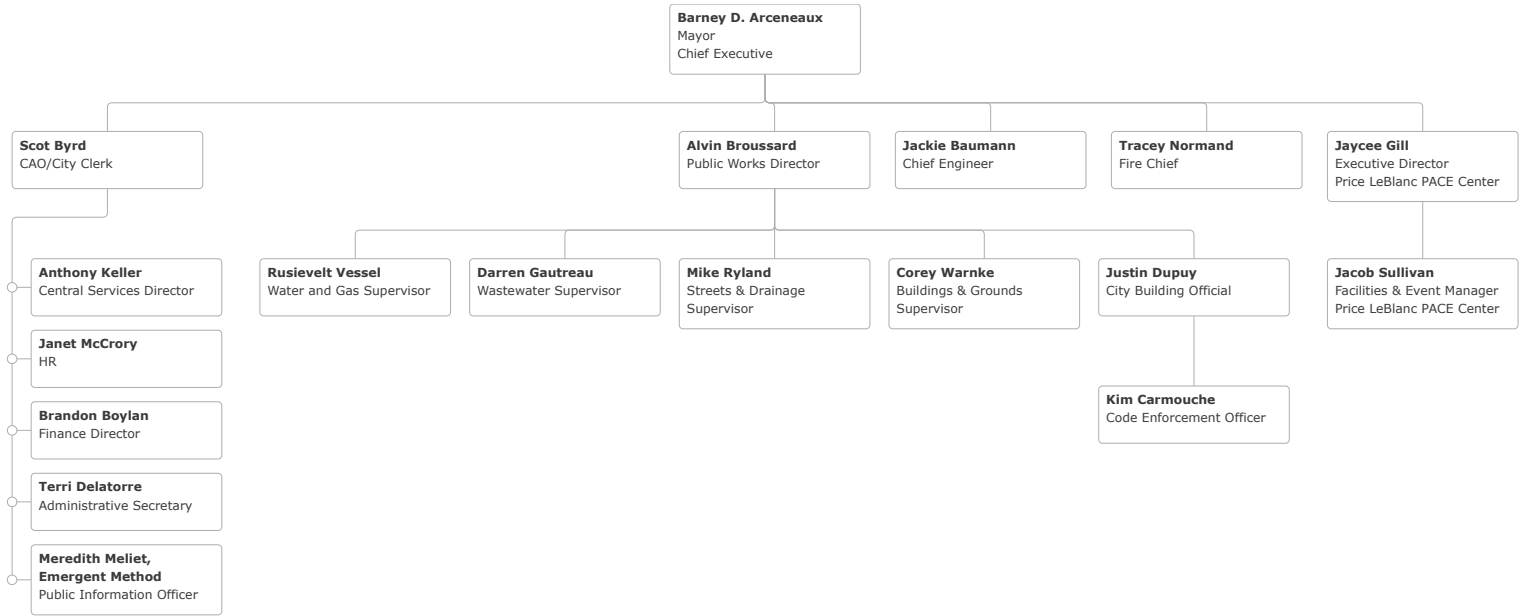 Barney D. Arceneaux
Mayor
Chief Executive
Scot Byrd
CAO/City Clerk
Alvin Broussard
Public Works Director
Jackie Baumann
Chief Engineer
Tracey Normand
Fire Chief
Jaycee Gill
Executive Director
Price LeBlanc PACE Center
Anthony Keller
Central Services Director
Janet McCrory
HR
Brandon Boylan
Finance Director
Terri Delatorre
Administrative Secretary
Meredith Meliet,
Emergent Method
Public Information Officer
Rusievelt Vessel
Water and Gas Supervisor
Darren Gautreau
Wastewater Supervisor
Mike Ryland
Streets & Drainage
Supervisor
Corey Warnke
Buildings & Grounds
Supervisor
Justin Dupuy
City Building Official
Kim Carmouche
Code Enforcement Officer
Jacob Sullivan
Facilities & Event Manager
Price LeBlanc PACE Center